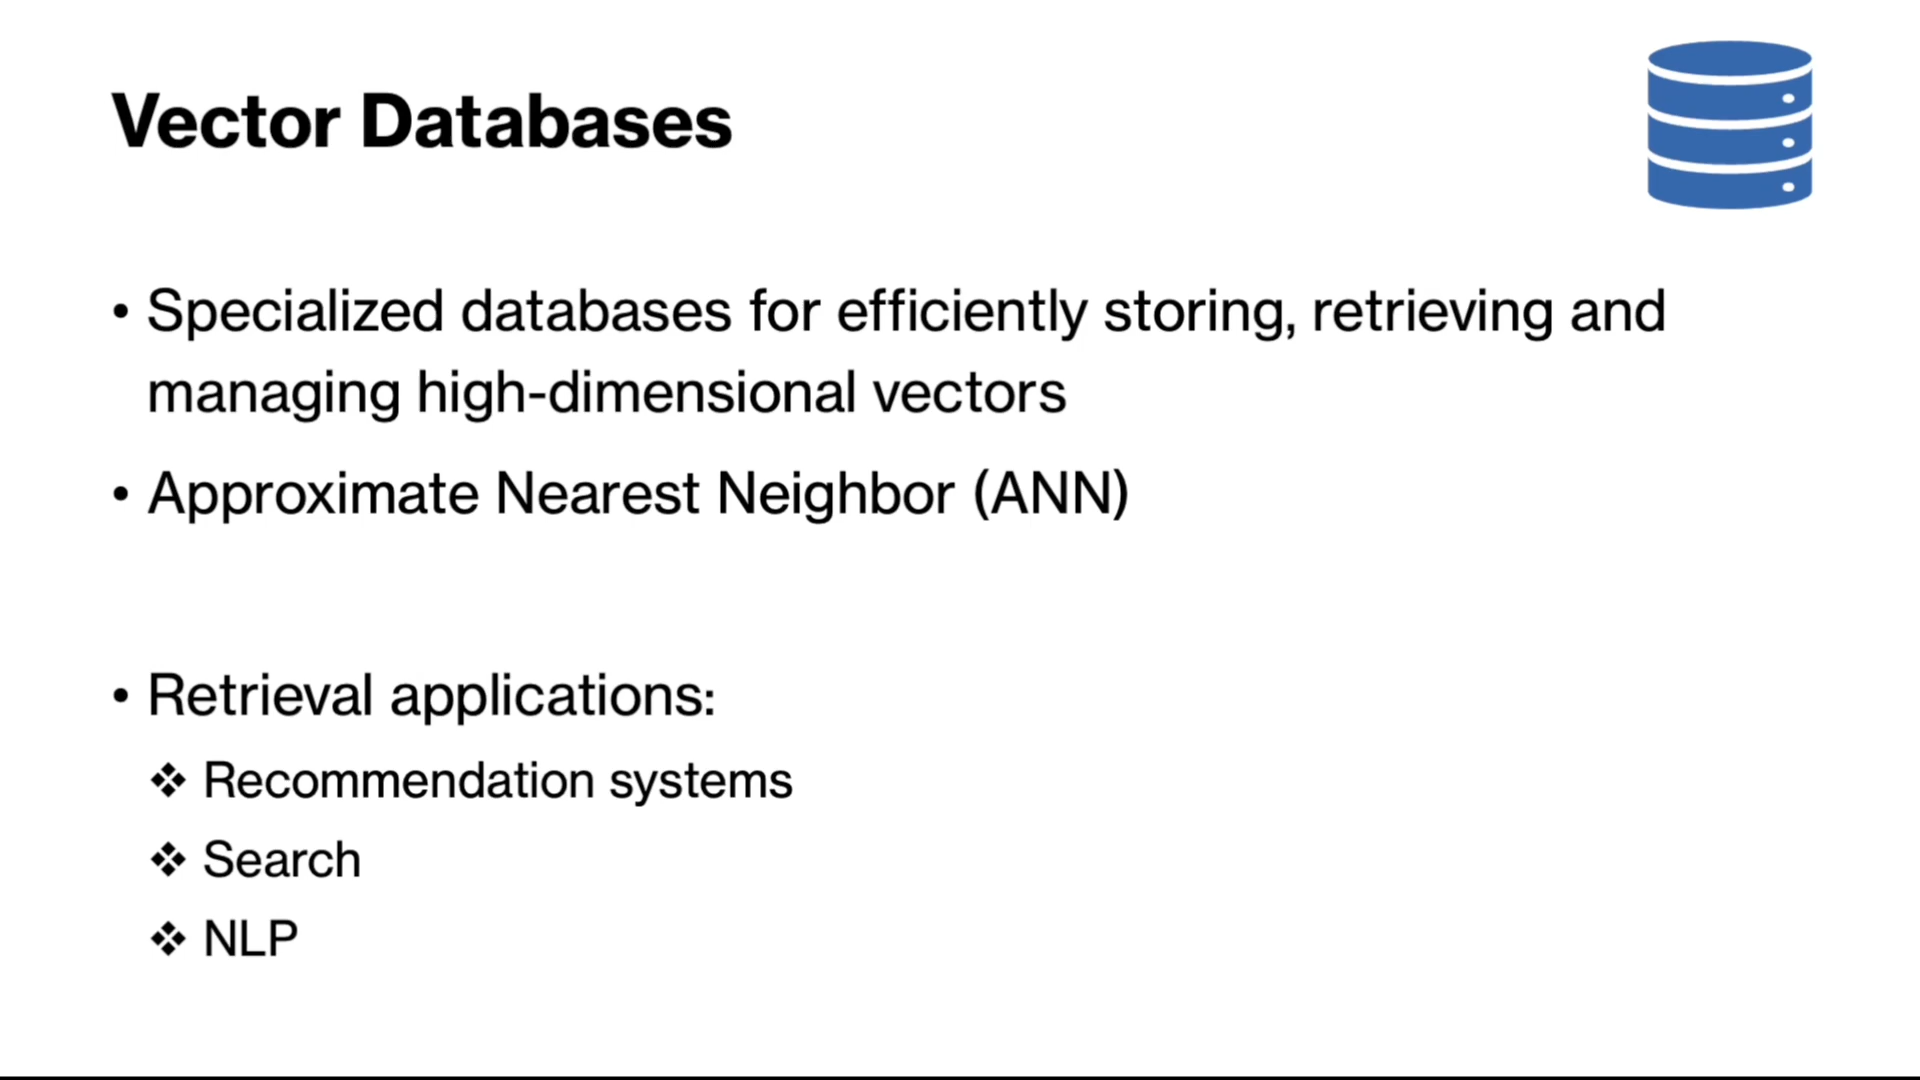 Vector Databases
• Specialized databases for efficiently storing, retrieving and
managing high-dimensional vectors
• Approximate Nearest Neighbor (ANN)
• Retrieval applications:
❖ Recommendation systems
❖ Search
❖ NLP